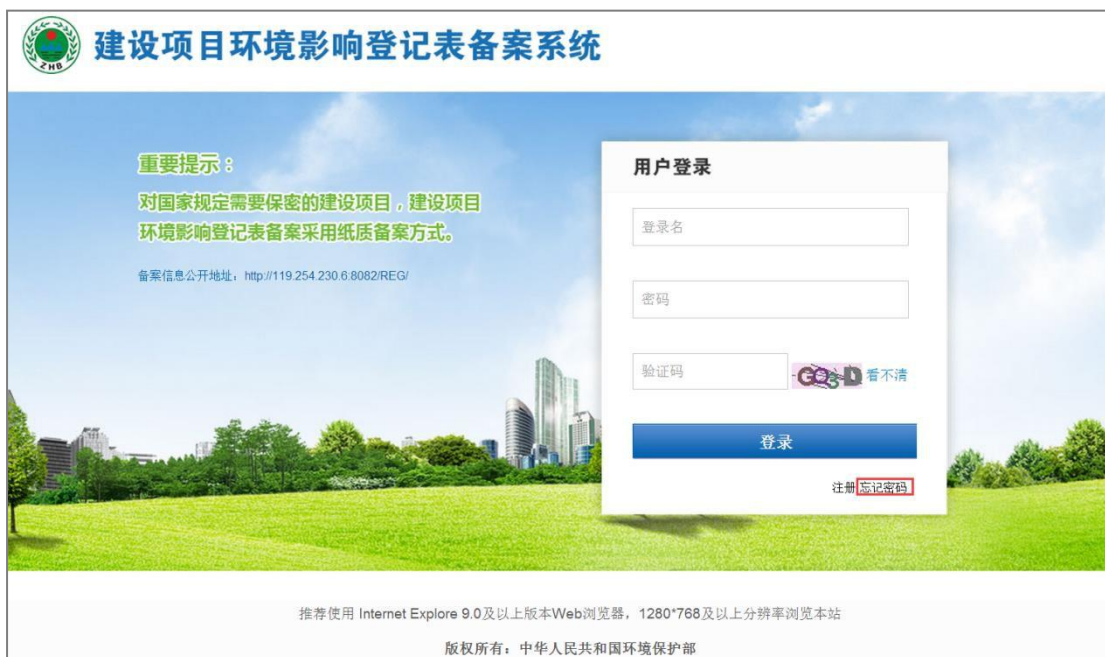 ZHB
建设项目环境影响登记表备案系统
重要提示：
对国家规定需要保密的建设项目，建设项目
环境影响登记表备案采用纸质备案方式。
备案信息公开地址：http://119.254.230.6:8082/REG/
用户登录
登录名
密码
验证码
看不清
登录
注册 忘记密码
推荐使用 Internet Explore 9.0及以上版本Web浏览器，1280*768及以上分辨率浏览本站
版权所有：中华人民共和国环境保护部